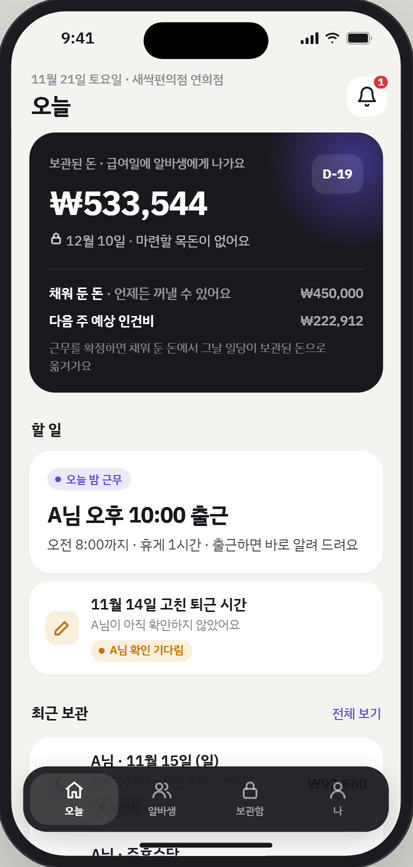 9:41
11월 21일 토요일 · 새싹편의점 연희점
오늘
1
보관된 돈 · 급여일에 알바생에게 나가요
D-19
₩533,544
12월 10일 · 마련할 목돈이 없어요
채워 둔 돈 · 언제든 꺼낼 수 있어요 ₩450,000
다음 주 예상 인건비 ₩222,912
근무를 확정하면 채워 둔 돈에서 그날 일당이 보관된 돈으로
옮겨가요
할 일
오늘 밤 근무
A님 오후 10:00 출근
오전 8:00까지 · 휴게 1시간 · 출근하면 바로 알려 드려요
11월 14일 고친 퇴근 시간
A님이 아직 확인하지 않았어요
A님 확인 기다림
최근 보관 전체 보기
A님 · 11월 15일 (일)
오늘 알바생 보관함 나
A님 · 주휴수당